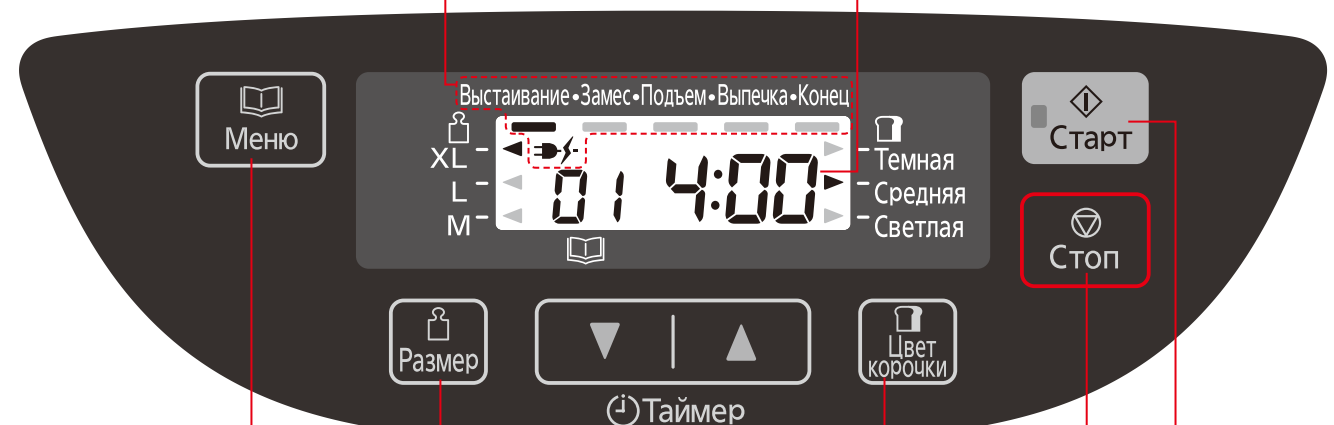 Выстаивание•Замес•Подъем•Выпечка•Конец
Меню
XL
L
M
01 4:00
Темная
Средняя
Светлая
Старт
Стоп
Размер
Таймер
Цвет
корочки